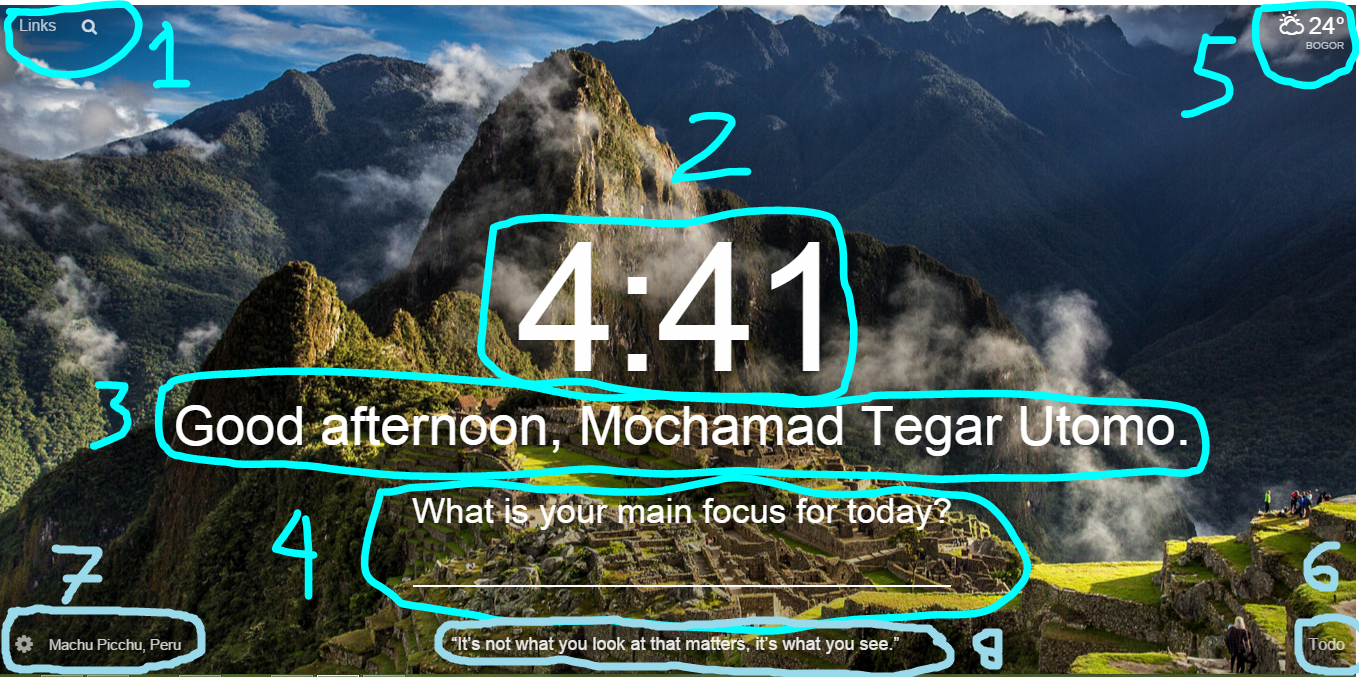 Links
1
24°
BOGOR
5
2
4:41
3
Good afternoon, Mochamad Tegar Utomo.
4
What is your main focus for today?
7
6
Machu Picchu, Peru
“It's not what you look at that matters, it's what you see.”
8
Todo